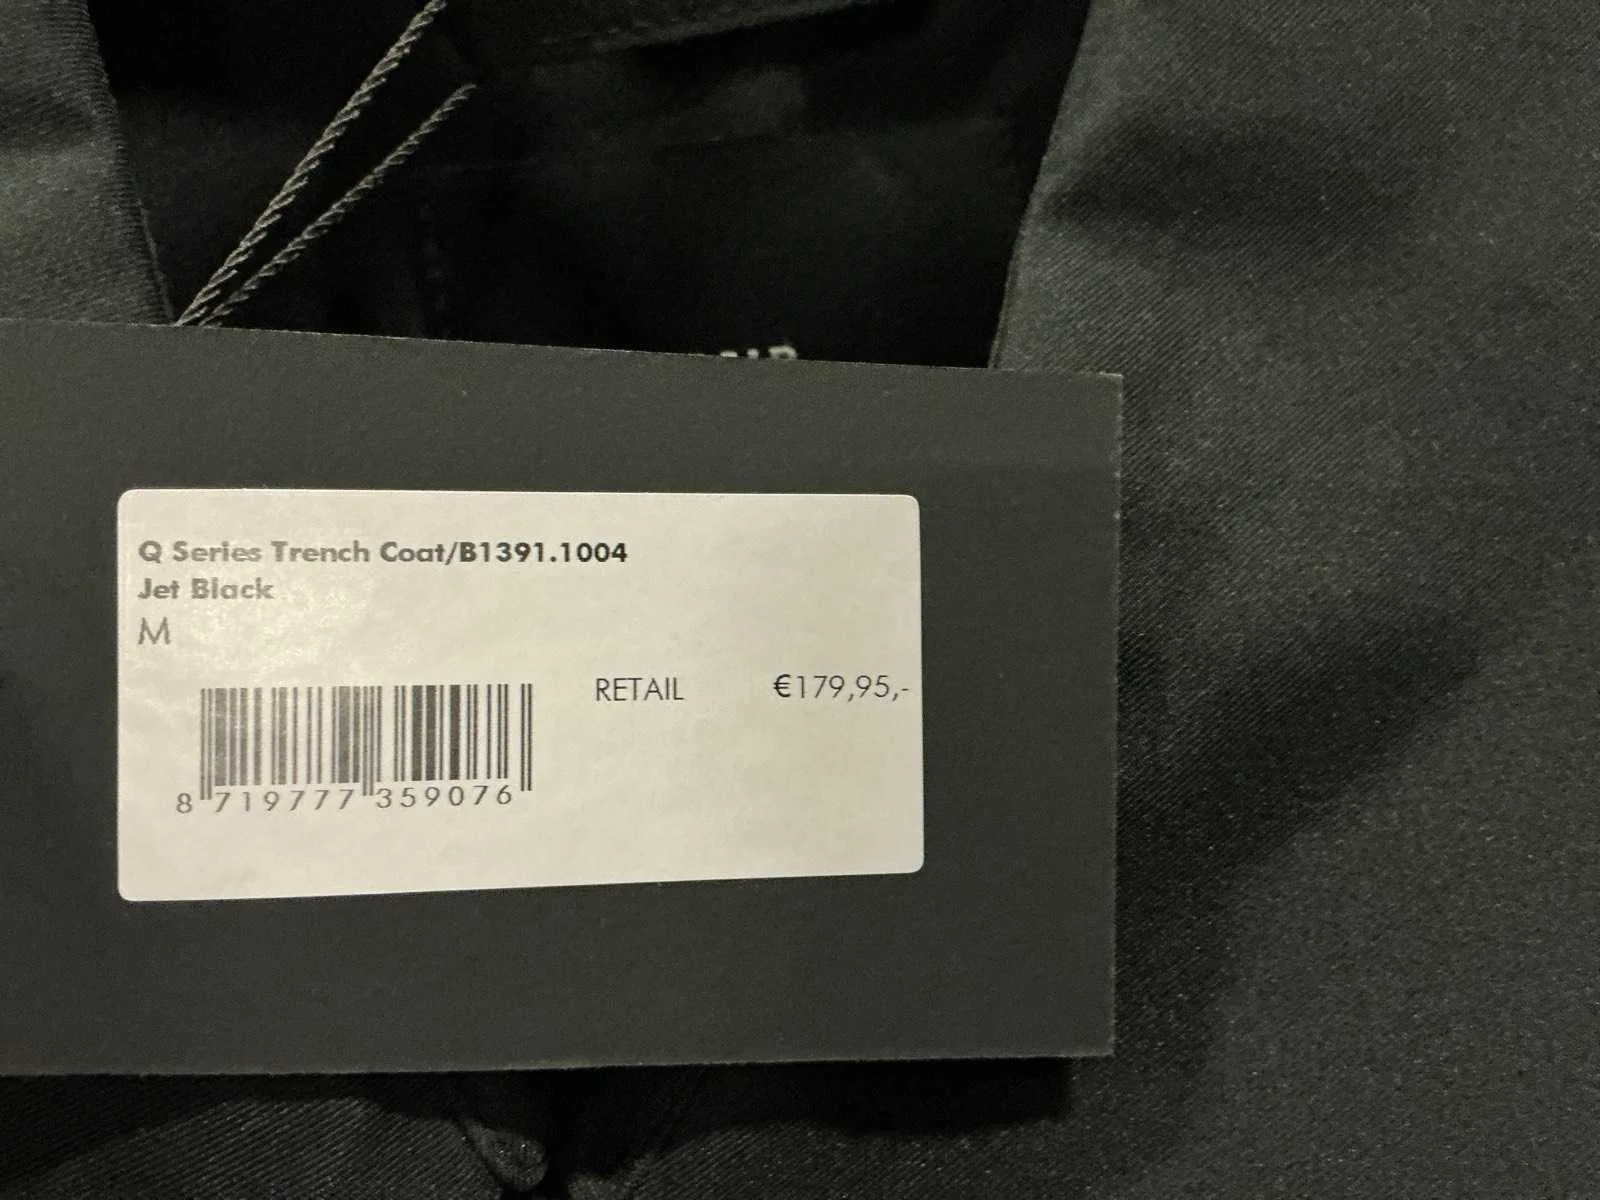 Q Series Trench Coat/B1391.1004
Jet Black
M
RETAIL €179,95,-
8 719777 359076